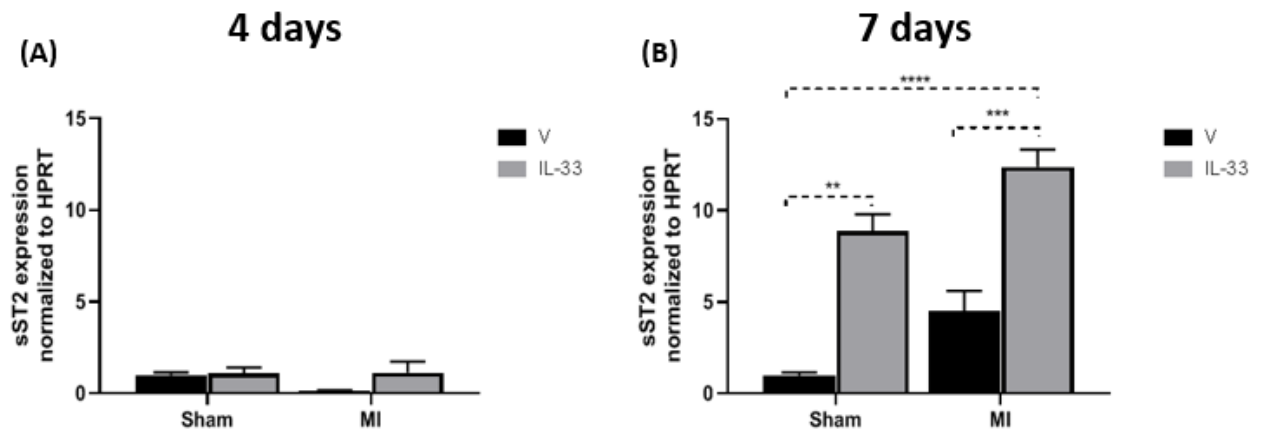 4 days
(A)
sST2 expression
normalized to HPRT
15
10
5
0
Sham
MI
V
IL-33
7 days
(B)
sST2 expression
normalized to HPRT
15
10
5
0
****
***
**
Sham
MI
V
IL-33